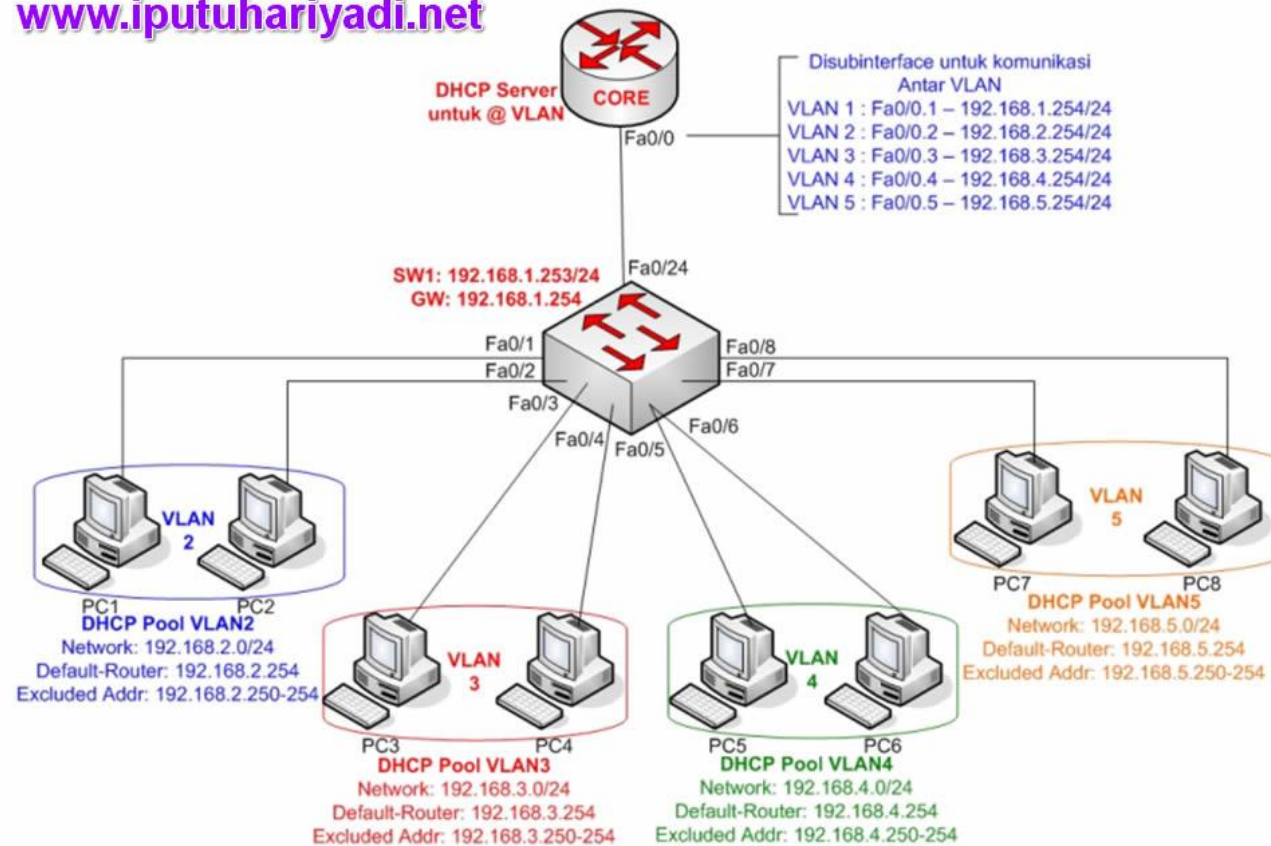 www.iputuhariyadi.net
DHCP Server
untuk @ VLAN
CORE
Fa0/0
Disubinterface untuk komunikasi
Antar VLAN
VLAN 1 : Fa0/0.1 – 192.168.1.254/24
VLAN 2 : Fa0/0.2 – 192.168.2.254/24
VLAN 3 : Fa0/0.3 – 192.168.3.254/24
VLAN 4 : Fa0/0.4 – 192.168.4.254/24
VLAN 5 : Fa0/0.5 – 192.168.5.254/24
SW1: 192.168.1.253/24
GW: 192.168.1.254
Fa0/24
Fa0/1
Fa0/2
Fa0/3
Fa0/4
Fa0/5
Fa0/6
Fa0/7
Fa0/8
VLAN
2
PC1
PC2
DHCP Pool VLAN2
Network: 192.168.2.0/24
Default-Router: 192.168.2.254
Excluded Addr: 192.168.2.250-254
VLAN
3
PC3
PC4
DHCP Pool VLAN3
Network: 192.168.3.0/24
Default-Router: 192.168.3.254
Excluded Addr: 192.168.3.250-254
VLAN
4
PC5
PC6
DHCP Pool VLAN4
Network: 192.168.4.0/24
Default-Router: 192.168.4.254
Excluded Addr: 192.168.4.250-254
VLAN
5
PC7
PC8
DHCP Pool VLAN5
Network: 192.168.5.0/24
Default-Router: 192.168.5.254
Excluded Addr: 192.168.5.250-254